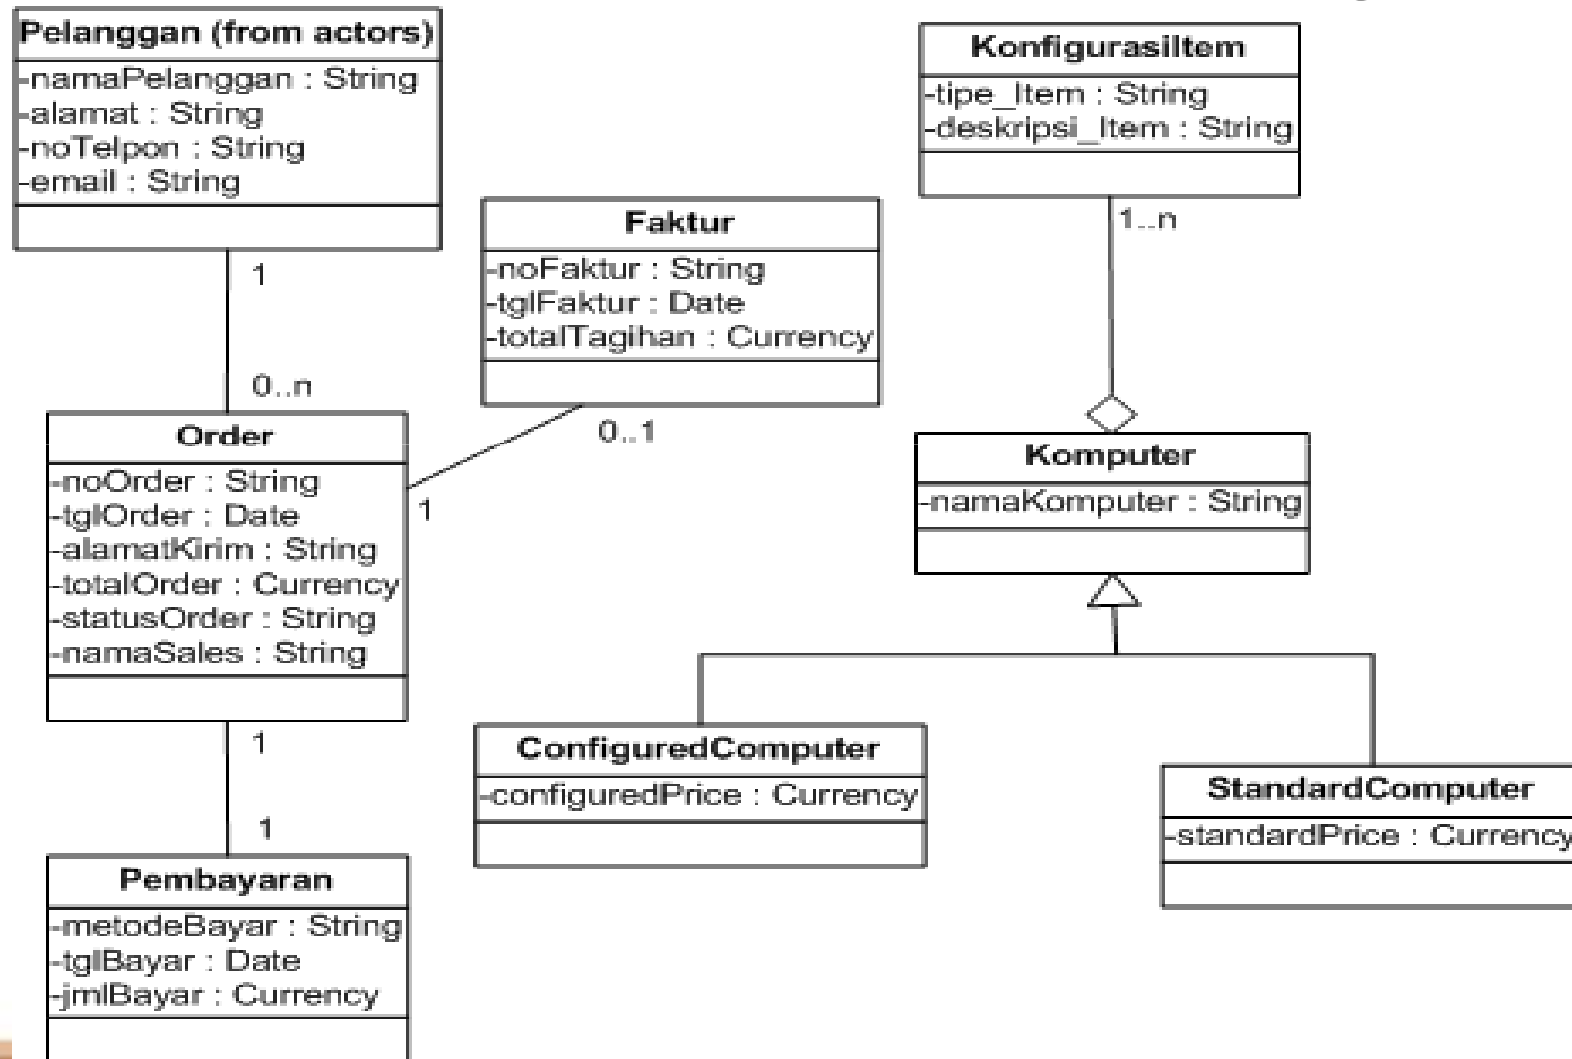 Pelanggan (from actors)
-namaPelanggan : String
-alamat : String
-noTelpon : String
-email : String
1
0..n
Order
-noOrder : String
-tglOrder : Date
-alamatKirim : String
-totalOrder : Currency
-statusOrder : String
-namaSales : String
1
1
Pembayaran
-metodeBayar : String
-tglBayar : Date
-jmlBayar : Currency
Faktur
-noFaktur : String
-tglFaktur : Date
-totalTagihan : Currency
0..1
1
KonfigurasiItem
-tipe_Item : String
-deskripsi_Item : String
1..n
Komputer
-namaKomputer : String
ConfiguredComputer
-configuredPrice : Currency
StandardComputer
-standardPrice : Currency